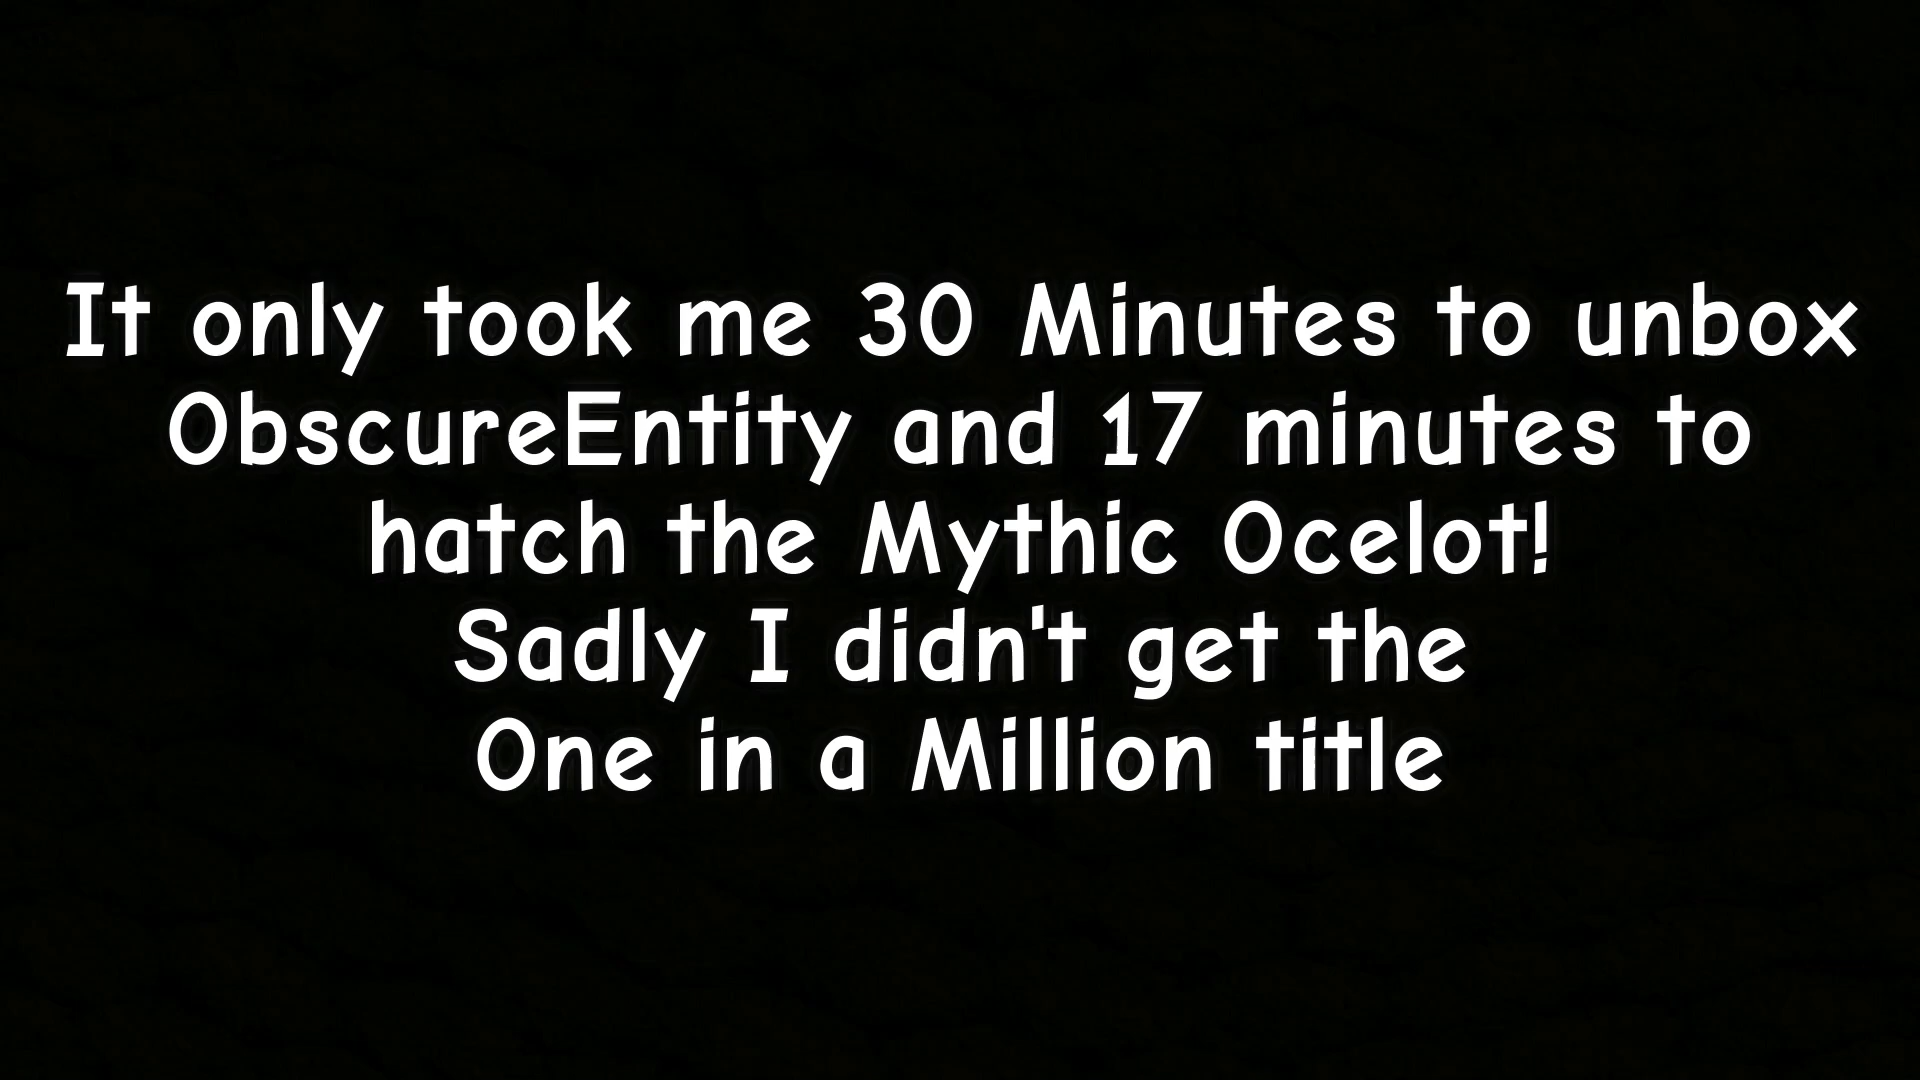 It only took me 30 Minutes to unbox
ObscureEntity and 17 minutes to
hatch the Mythic Ocelot!
Sadly I didn't get the
One in a Million title